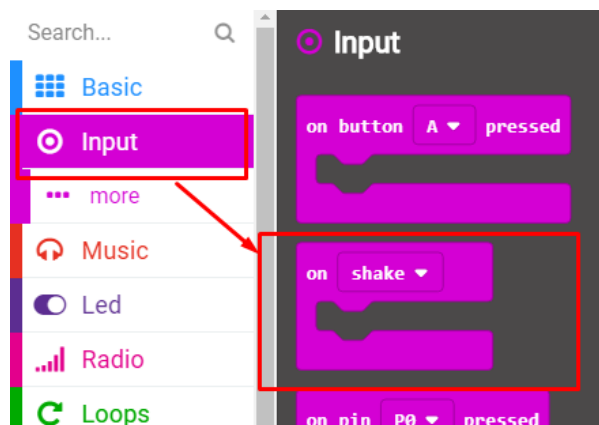 Search...
Basic
Input
more
Music
Led
Radio
Loops
Input
on button A pressed
on shake
on pin P0 pressed